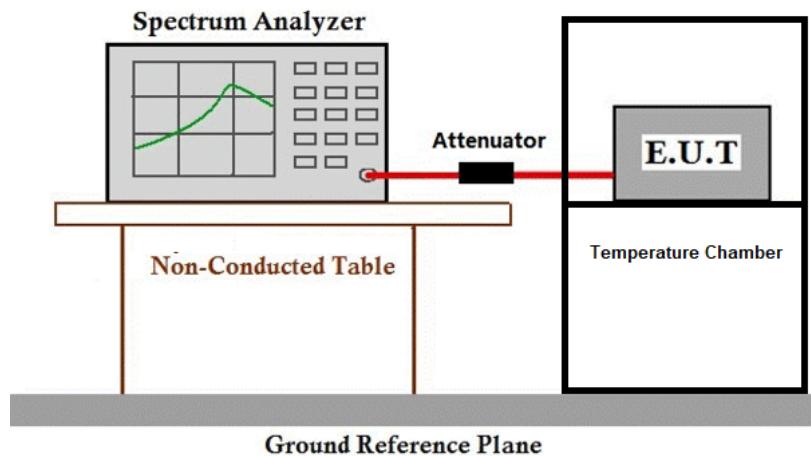 Spectrum Analyzer
Attenuator
E.U.T
Non-Conducted Table
Temperature Chamber
Ground Reference Plane